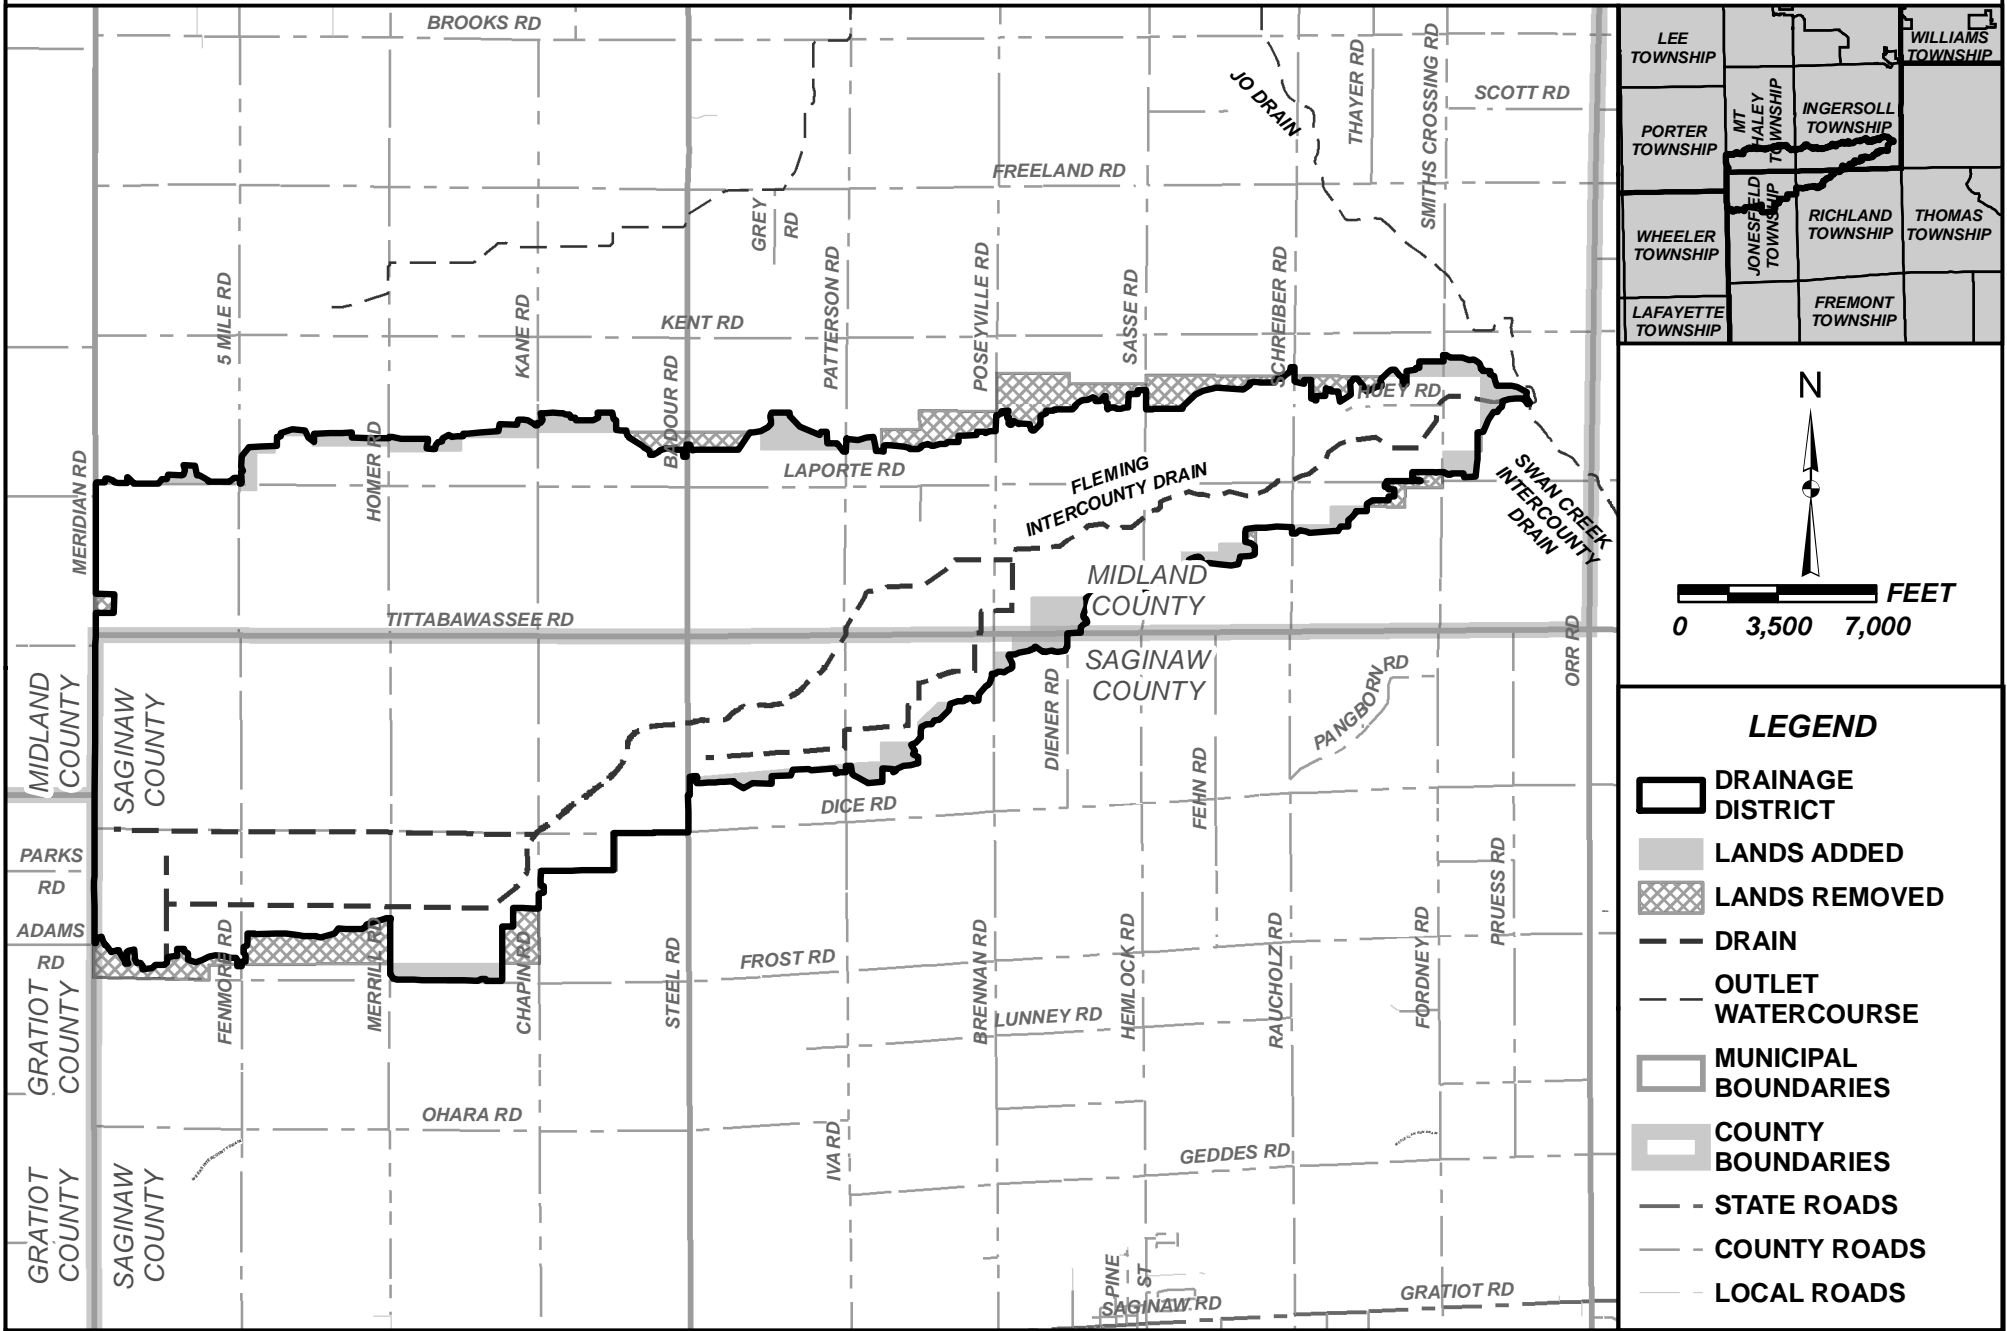 BROOKS RD
JO DRAIN
THAYER RD
SMITHS CROSSING RD
SCOTT RD
FREELAND RD
GREY
RD
5 MILE RD
KANE RD
KENT RD
PATTERSON RD
POSEYVILLE RD
SASSE RD
SCHREIBER RD
BADOUR RD
HUEY RD
MERIDIAN RD
HOMER RD
LAPORTE RD
FLEMING
INTERCOUNTY DRAIN
SWAN CREEK
INTERCOUNTY
DRAIN
MIDLAND
COUNTY
TITTABAWASSEE RD
SAGINAW
COUNTY
ORR RD
MIDLAND
COUNTY
SAGINAW
COUNTY
DIENER RD
PANGBORN RD
FEHN RD
DICE RD
PARKS
RD
ADAMS
RD
FENMORE RD
MERRILL RD
CHAPIN RD
STEEL RD
FROST RD
BRENNAN RD
HEMLOCK RD
RAUCHOLZ RD
FORDNEY RD
PRUESS RD
LUNNEY RD
GRATIOT
COUNTY
OHARA RD
IVA RD
GEDDES RD
GRATIOT
COUNTY
SAGINAW
COUNTY
PINE
ST
SAGINAW RD
GRATIOT RD
LEE
TOWNSHIP
WILLIAMS
TOWNSHIP
MT
HALEY
TOWNSHIP
INGERSOLL
TOWNSHIP
PORTER
TOWNSHIP
JONESFIELD
TOWNSHIP
RICHLAND
TOWNSHIP
THOMAS
TOWNSHIP
WHEELER
TOWNSHIP
LAFAYETTE
TOWNSHIP
FREMONT
TOWNSHIP
N
FEET
0 3,500 7,000
LEGEND
DRAINAGE
DISTRICT
LANDS ADDED
LANDS REMOVED
DRAIN
OUTLET
WATERCOURSE
MUNICIPAL
BOUNDARIES
COUNTY
BOUNDARIES
STATE ROADS
COUNTY ROADS
LOCAL ROADS